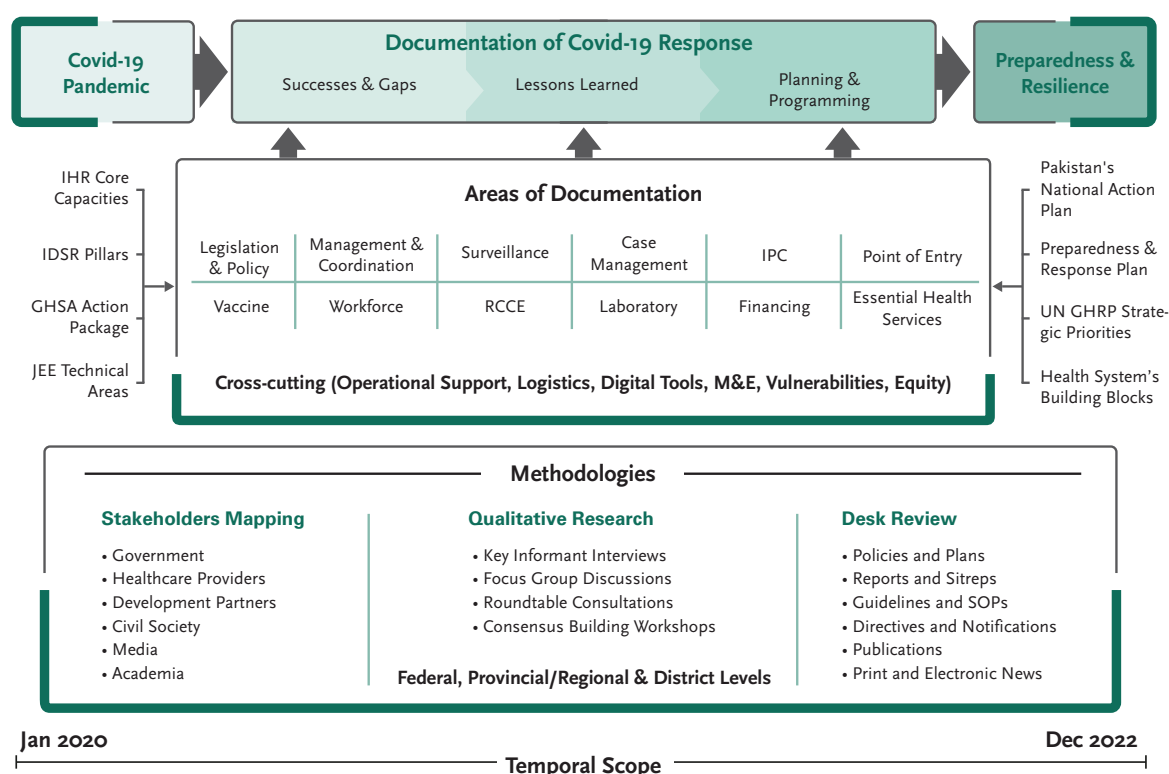 Covid-19
Pandemic
Documentation of Covid-19 Response
Successes & Gaps
Lessons Learned
Planning &
Programming
Preparedness &
Resilience
IHR Core
Capacities
IDSR Pillars
GHSA Action
Package
JEE Technical
Areas
Areas of Documentation
Legislation
& Policy
Management &
Coordination
Surveillance
Case
Management
IPC
Point of Entry
Vaccine
Workforce
RCCE
Laboratory
Financing
Essential Health
Services
Cross-cutting (Operational Support, Logistics, Digital Tools, M&E, Vulnerabilities, Equity)
Pakistan's
National Action
Plan
Preparedness &
Response Plan
UN GHRP Strate-
gic Priorities
Health System's
Building Blocks
Methodologies
Stakeholders Mapping
• Government
• Healthcare Providers
• Development Partners
• Civil Society
• Media
• Academia
Qualitative Research
• Key Informant Interviews
• Focus Group Discussions
• Roundtable Consultations
• Consensus Building Workshops
Federal, Provincial/Regional & District Levels
Desk Review
• Policies and Plans
• Reports and Sitreps
• Guidelines and SOPs
• Directives and Notifications
• Publications
• Print and Electronic News
Jan 2020
Dec 2022
Temporal Scope